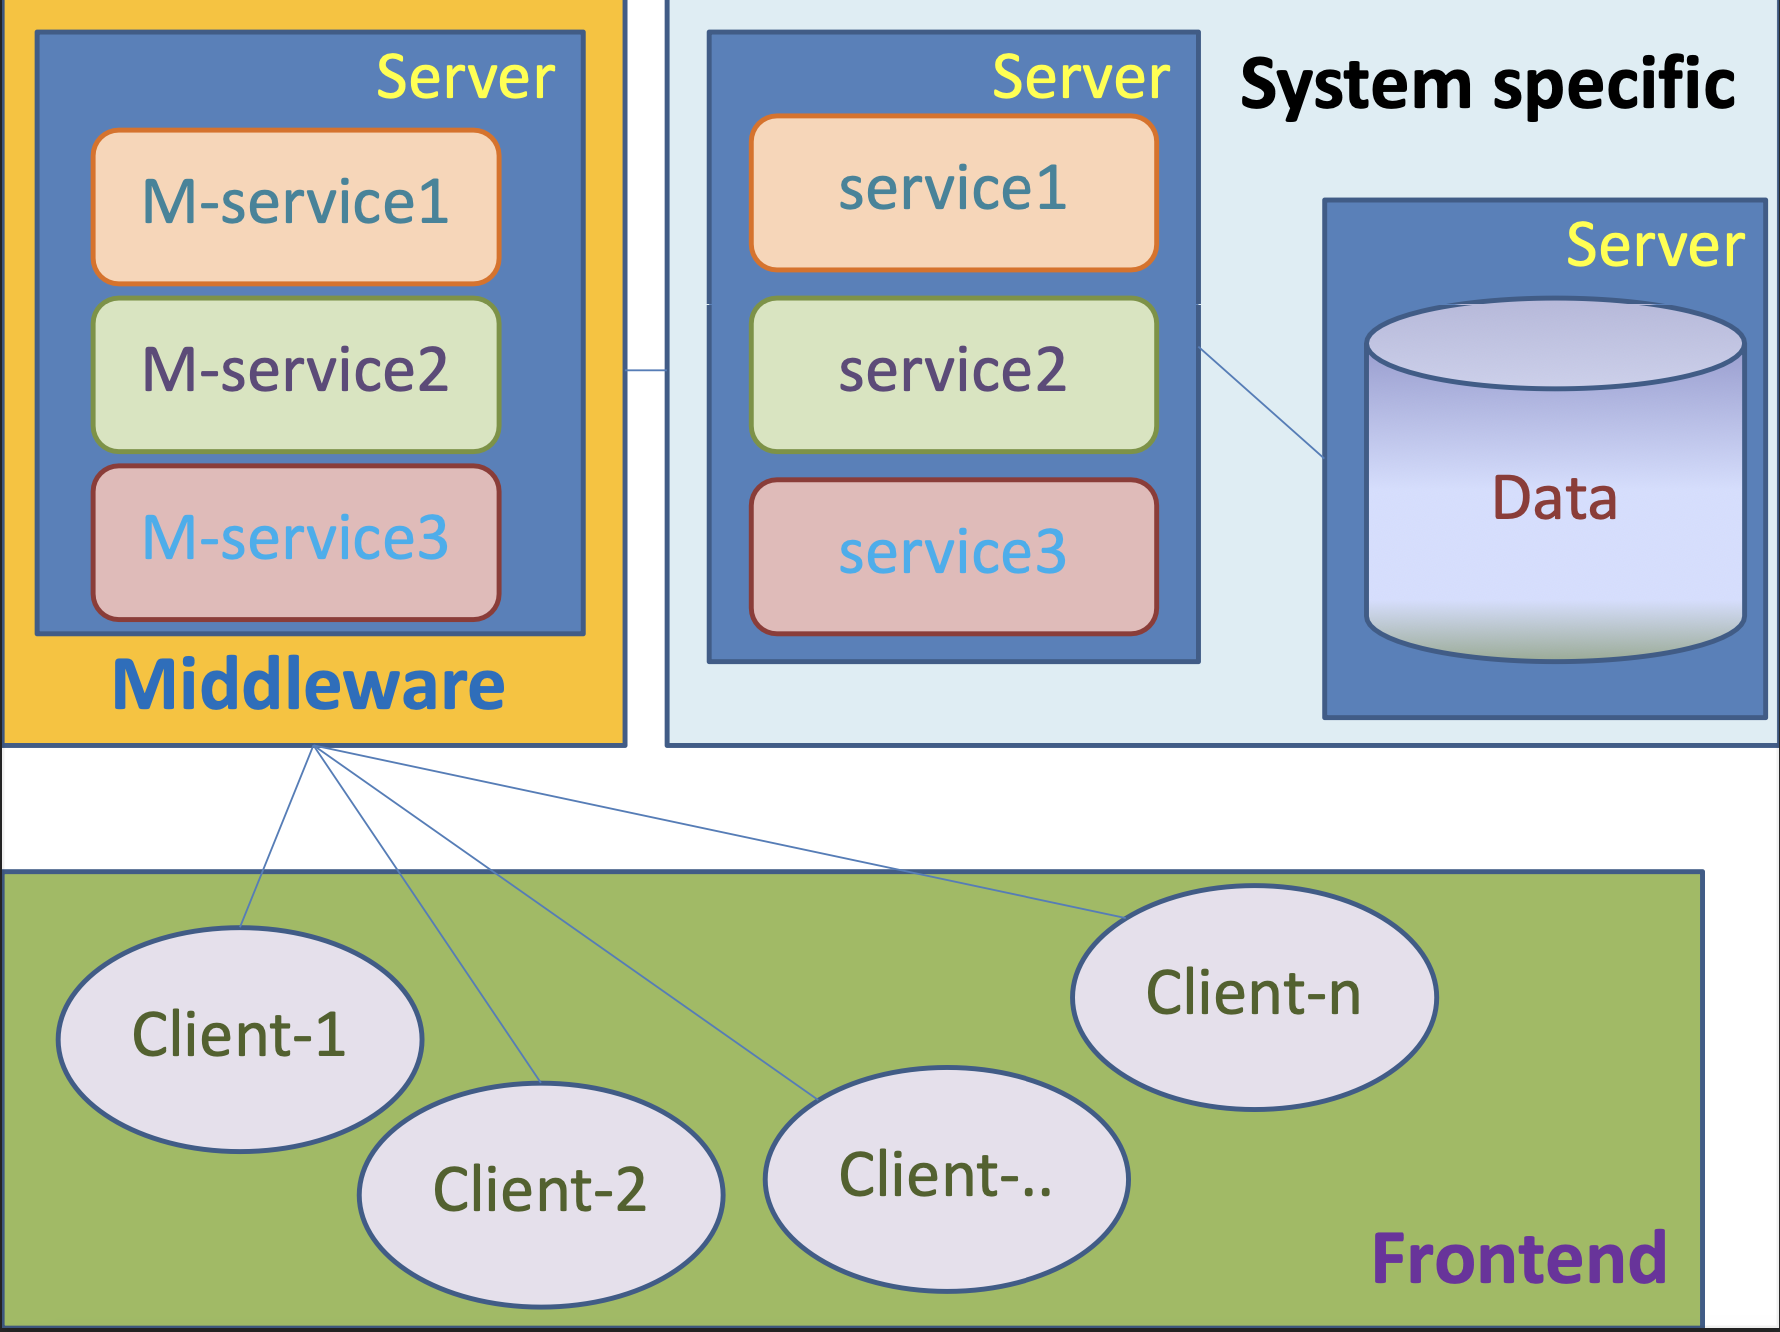 Server
M-service1
M-service2
M-service3
Middleware
Server
service1
service2
service3
System specific
Server
Data
Client-1
Client-2
Client-..
Client-n
Frontend